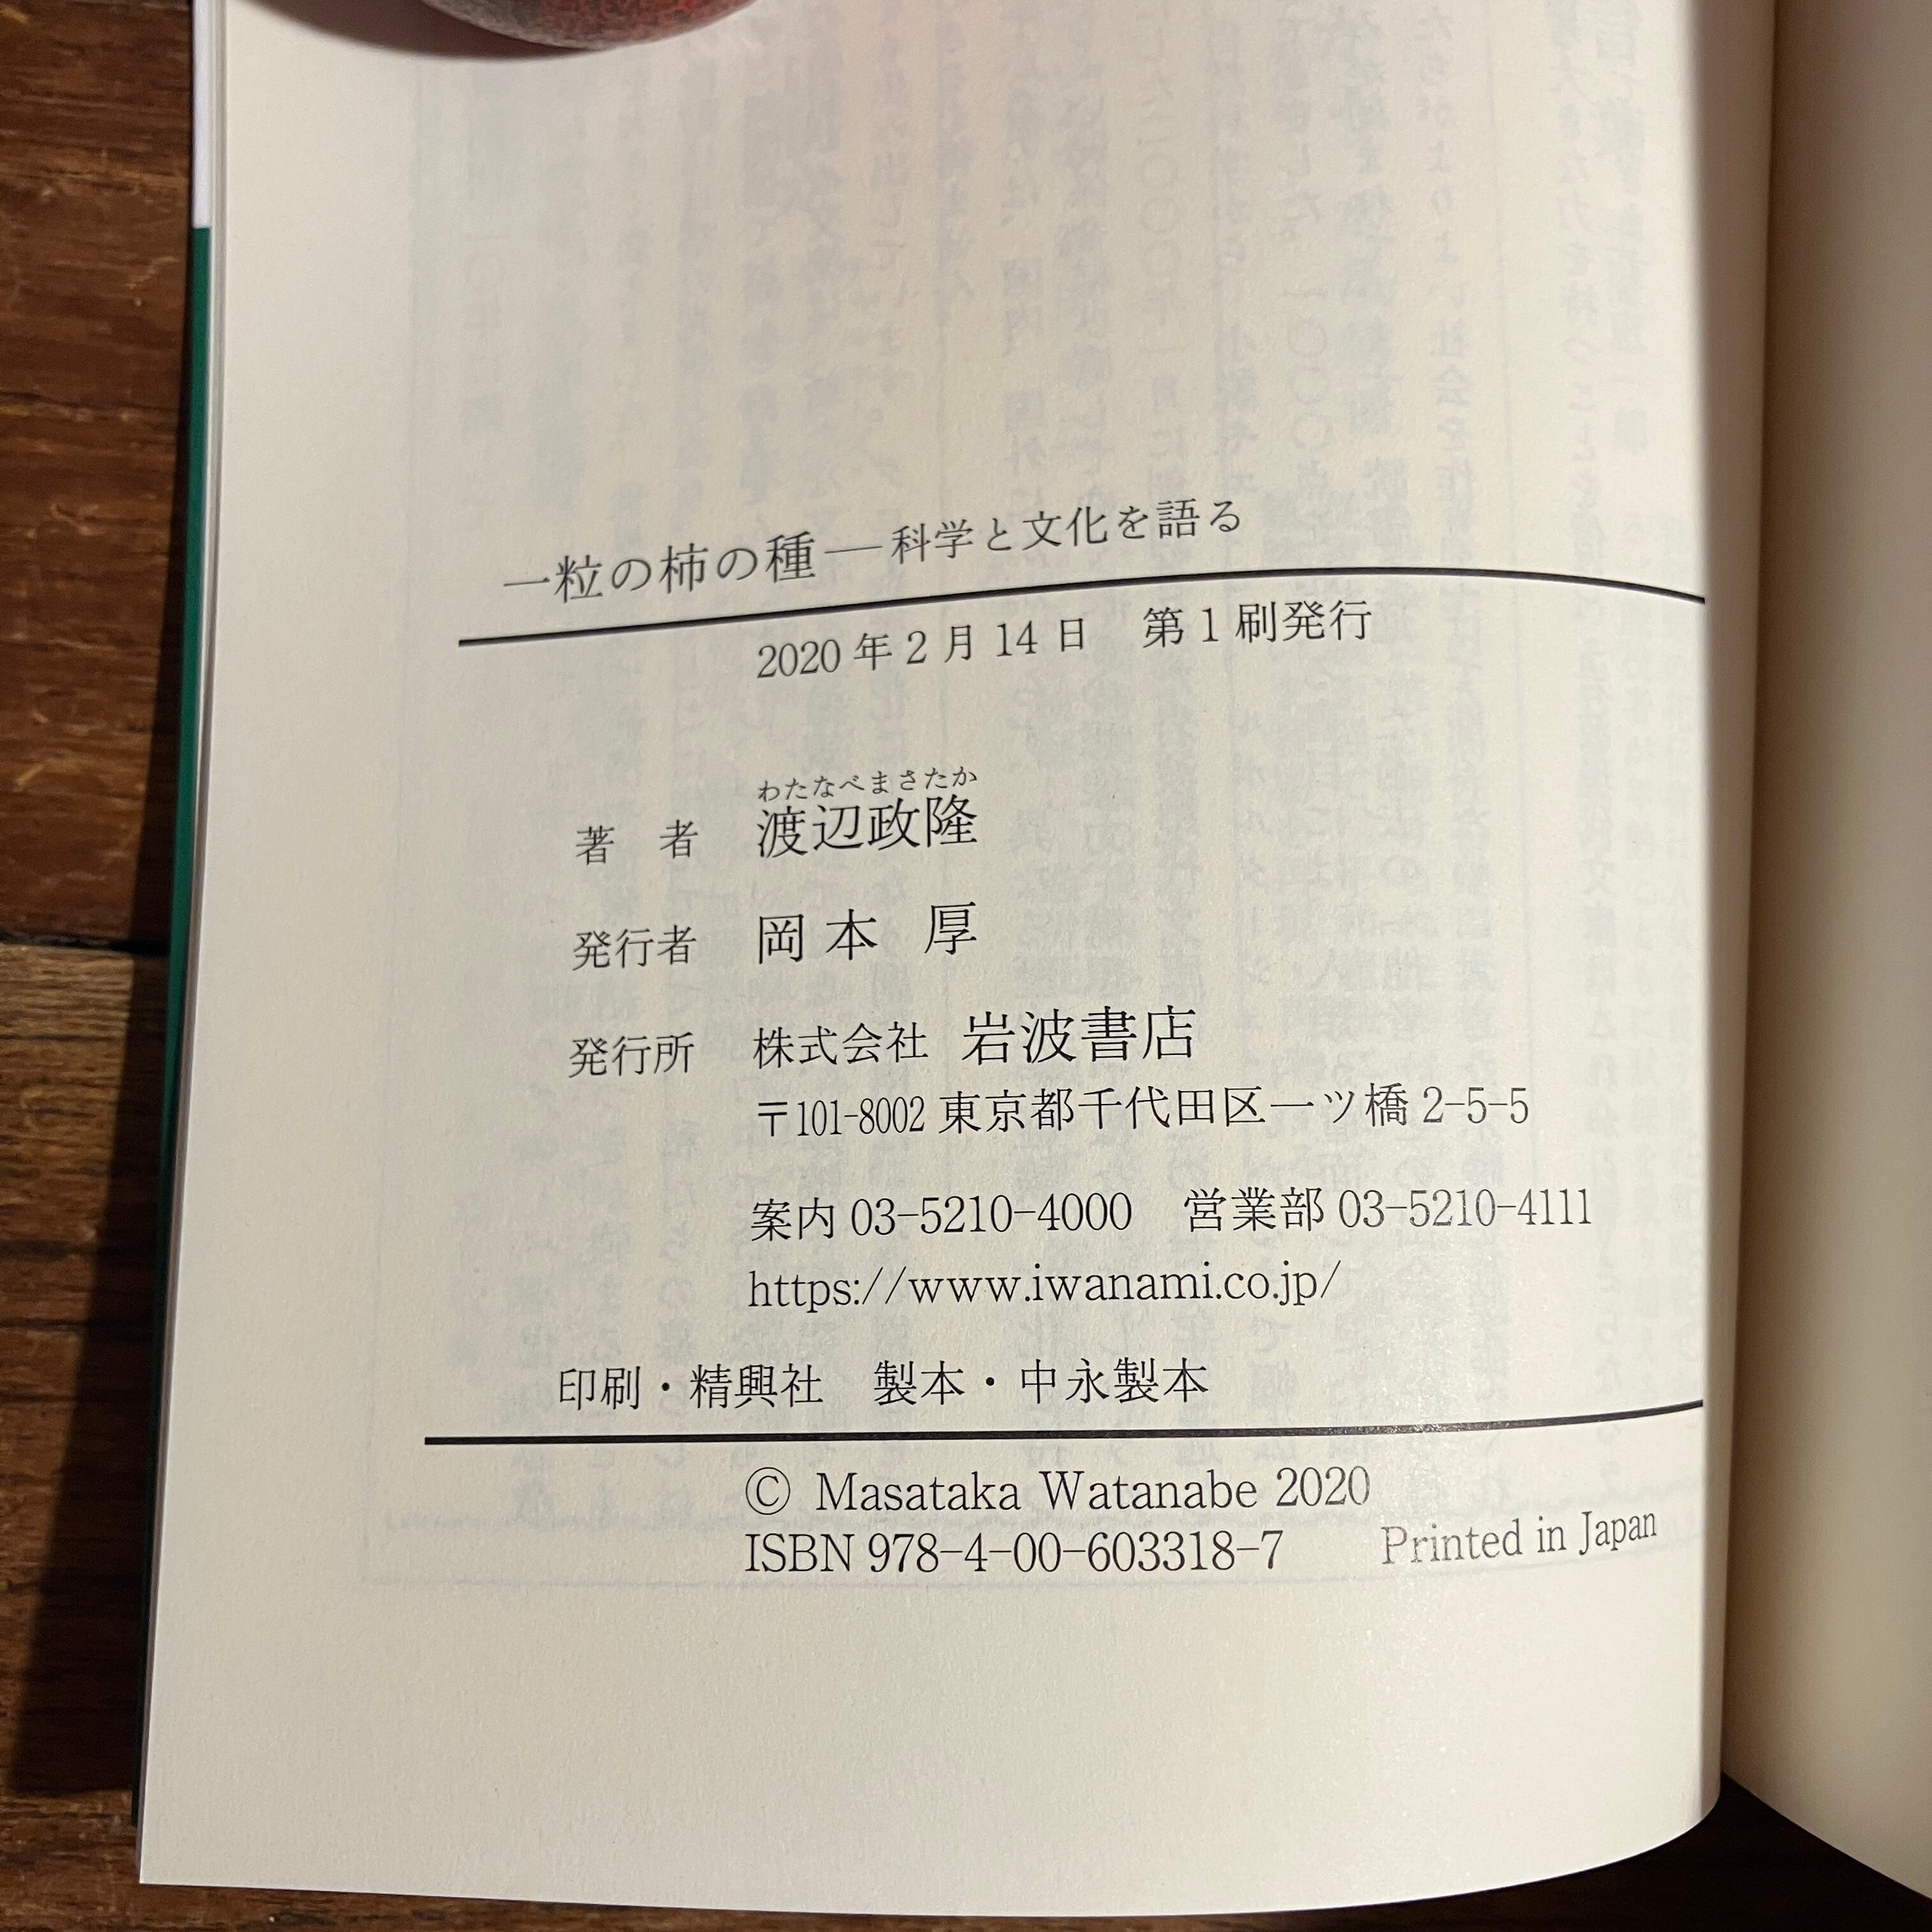 一粒の柿の種――科学と文化を語る
2020年2月14日　第1刷発行
わたなべまさたか
著　者　渡辺政隆
発行者　岡本　厚
発行所　株式会社 岩波書店
〒101-8002 東京都千代田区一ツ橋 2-5-5
案内 03-5210-4000　営業部 03-5210-4111
https://www.iwanami.co.jp/
印刷・精興社　製本・中永製本
© Masataka Watanabe 2020
ISBN 978-4-00-603318-7　Printed in Japan